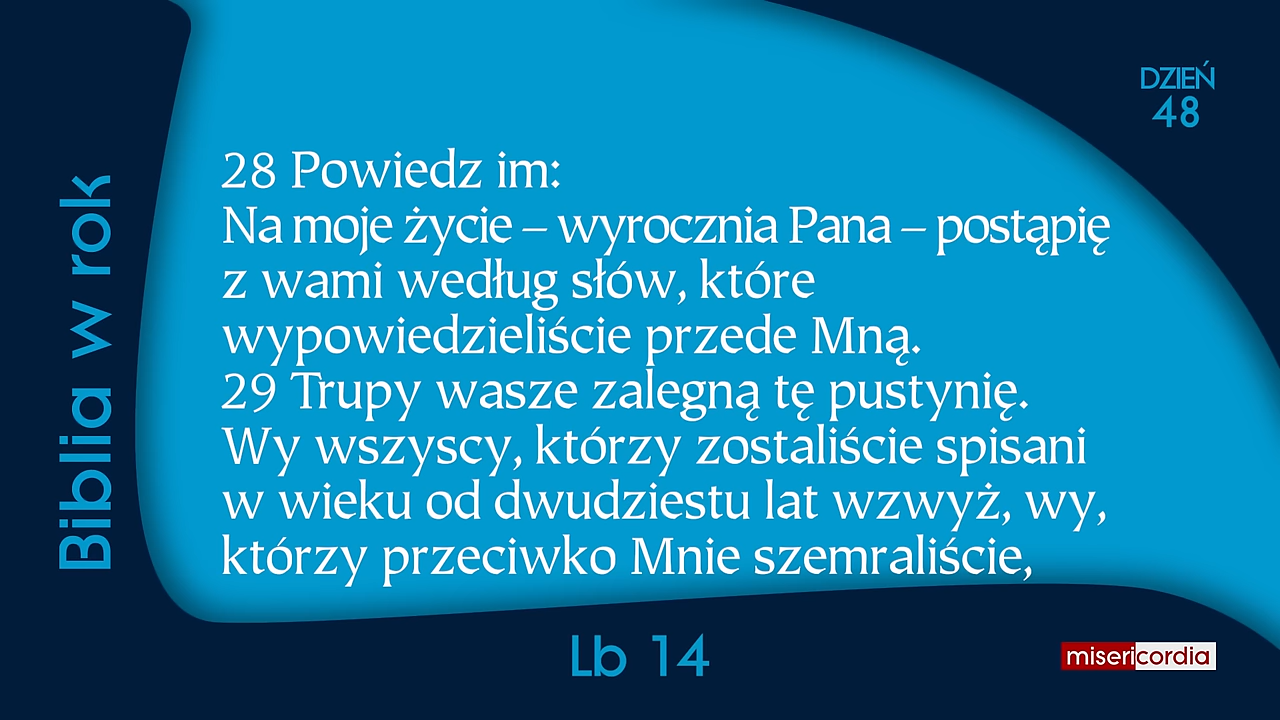 Biblia w rok
DZIEŃ
48
28 Powiedz im:
Na moje życie – wyrocznia Pana – postąpię
z wami według słów, które
wypowiedzieliście przede Mną.
29 Trupy wasze zalegną tę pustynię.
Wy wszyscy, którzy zostaliście spisani
w wieku od dwudziestu lat wzwyż, wy,
którzy przeciwko Mnie szemraliście,
Lb 14
misericordia